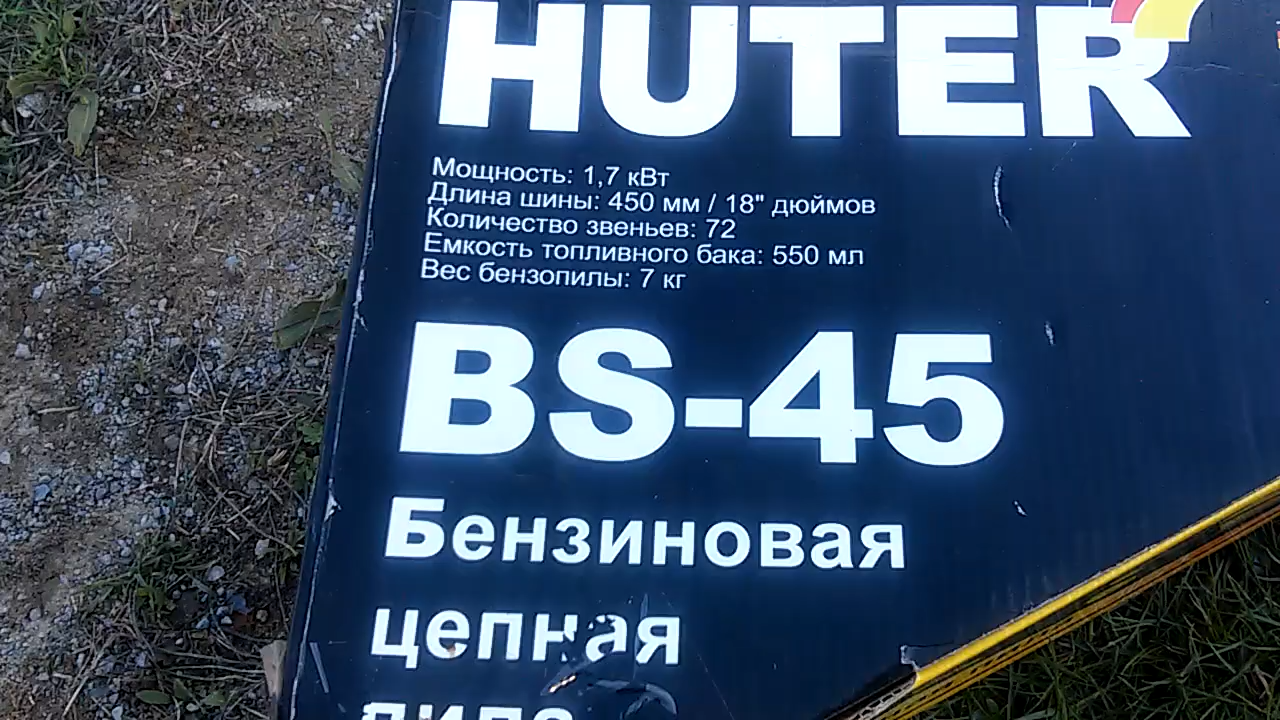 HUTER
Мощность: 1,7 кВт
Длина шины: 450 мм / 18" дюймов
Количество звеньев: 72
Емкость топливного бака: 550 мл
Вес бензопилы: 7 кг
BS-45
Бензиновая
цепная
пила